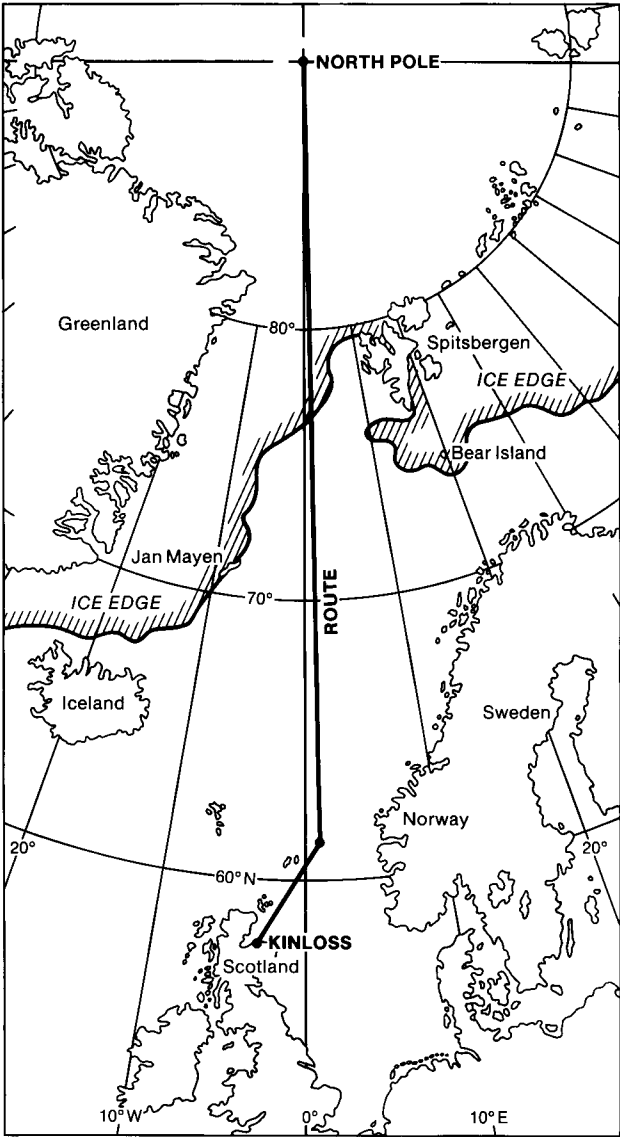 NORTH POLE
Greenland
80°
Spitsbergen
ICE EDGE
Bear Island
Jan Mayen
70°
ROUTE
ICE EDGE
Iceland
Sweden
Norway
20°
20°
60°N
KINLOSS
Scotland
10°W
0°
10°E